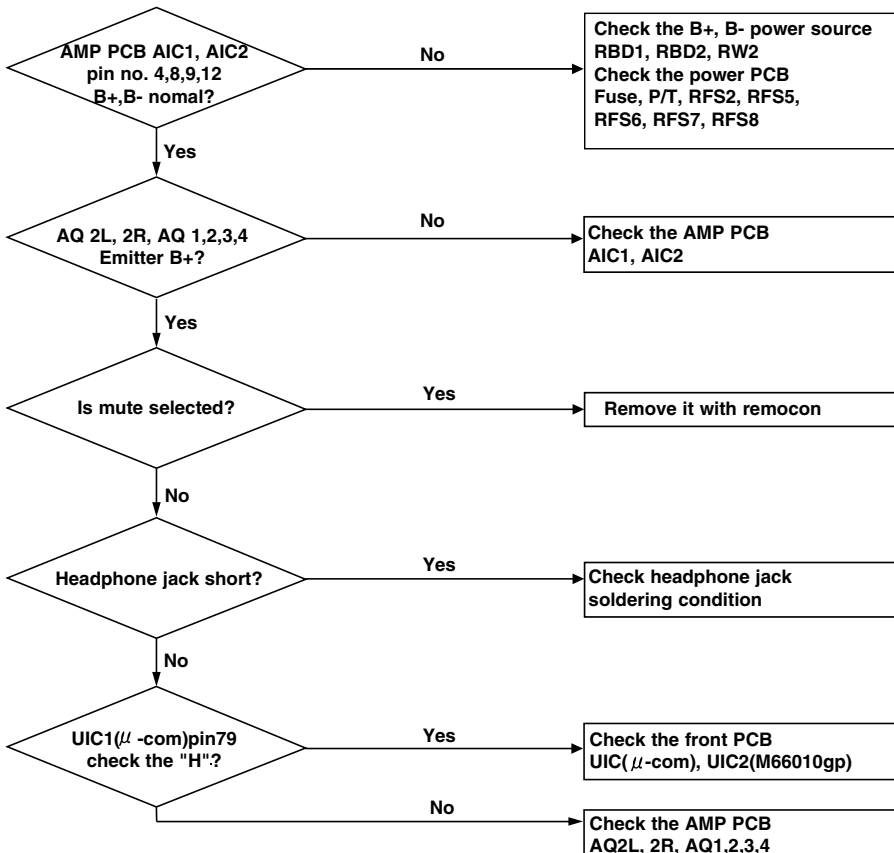 AMP PCB AIC1, AIC2
pin no. 4,8,9,12
B+,B- nomal?
No
Check the B+, B- power source
RBD1, RBD2, RW2
Check the power PCB
Fuse, P/T, RFS2, RFS5,
RFS6, RFS7, RFS8
Yes
AQ 2L, 2R, AQ 1,2,3,4
Emitter B+?
No
Check the AMP PCB
AIC1, AIC2
Yes
Is mute selected?
Yes
Remove it with remocon
No
Headphone jack short?
Yes
Check headphone jack
soldering condition
No
UIC1(μ-com)pin79
check the "H".?
Yes
Check the front PCB
UIC(μ-com), UIC2(M66010gp)
No
Check the AMP PCB
AQ2L, 2R, AQ1,2,3,4